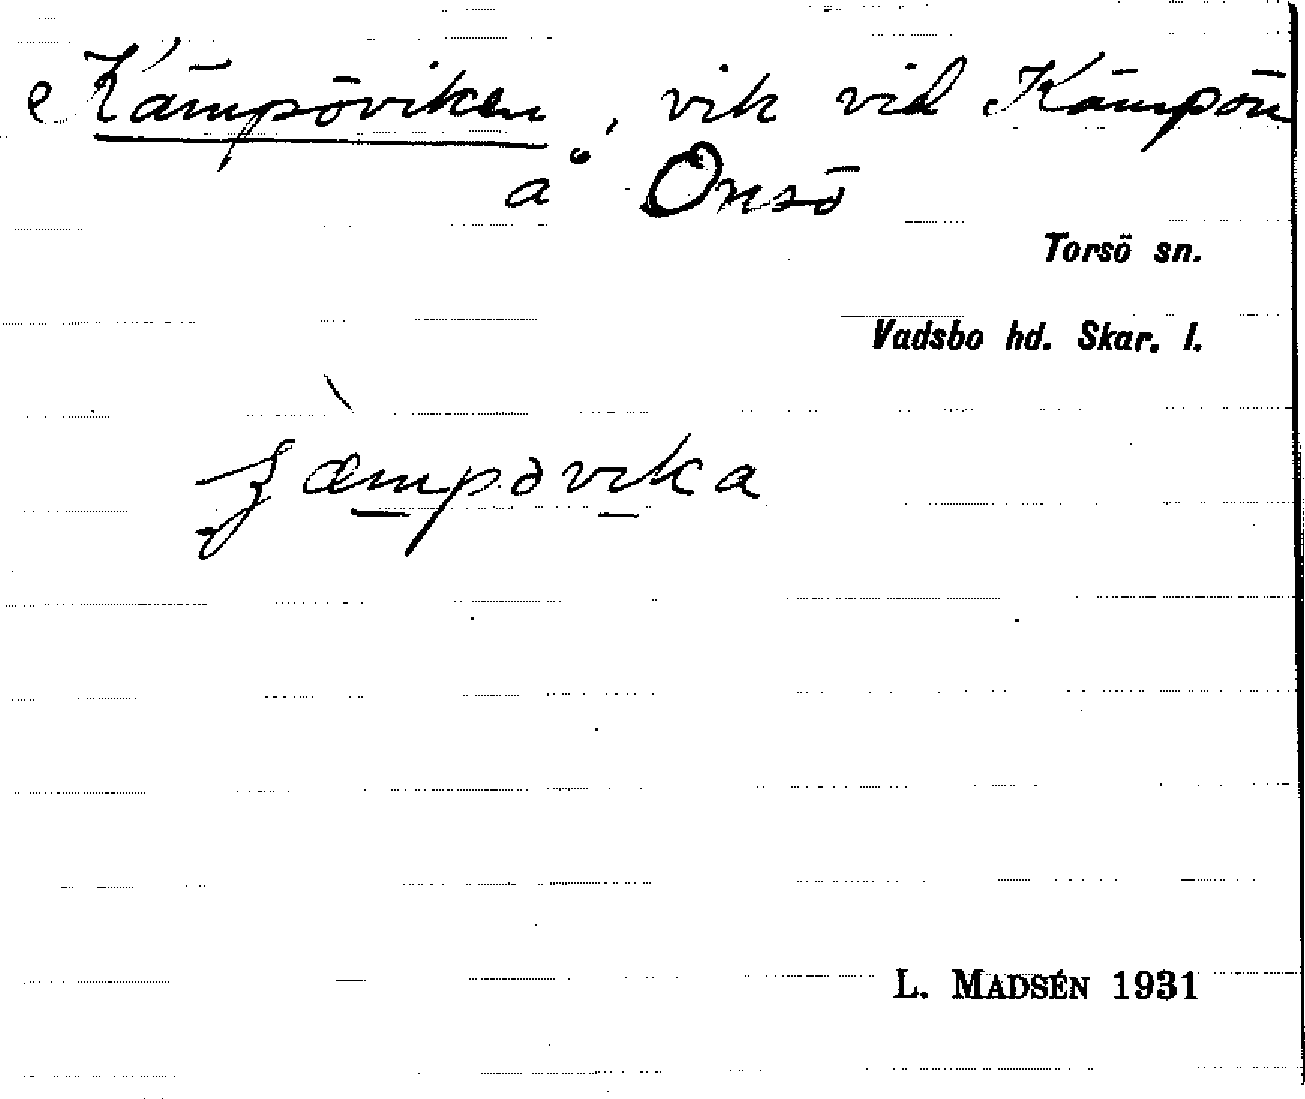 Kämpöviken, vik vid Kämpön
å Onsö
Torsö sn.
Vadsbo hd. Skar. l.
L. MADSÉN 1931